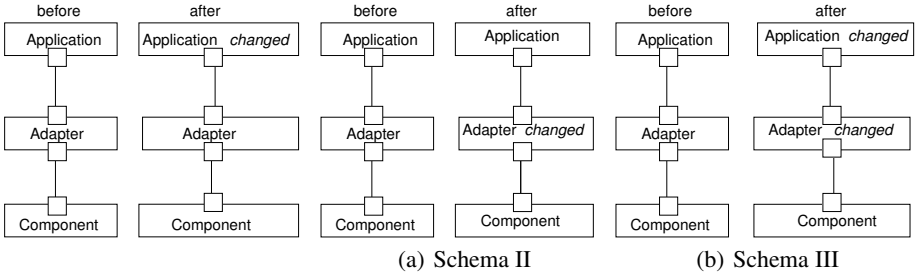 before after before after before after
Application Application changed Application Application Application Application changed
Adapter Adapter Adapter Adapter changed Adapter Adapter changed
Component Component Component Component Component Component
(a) Schema II (b) Schema III